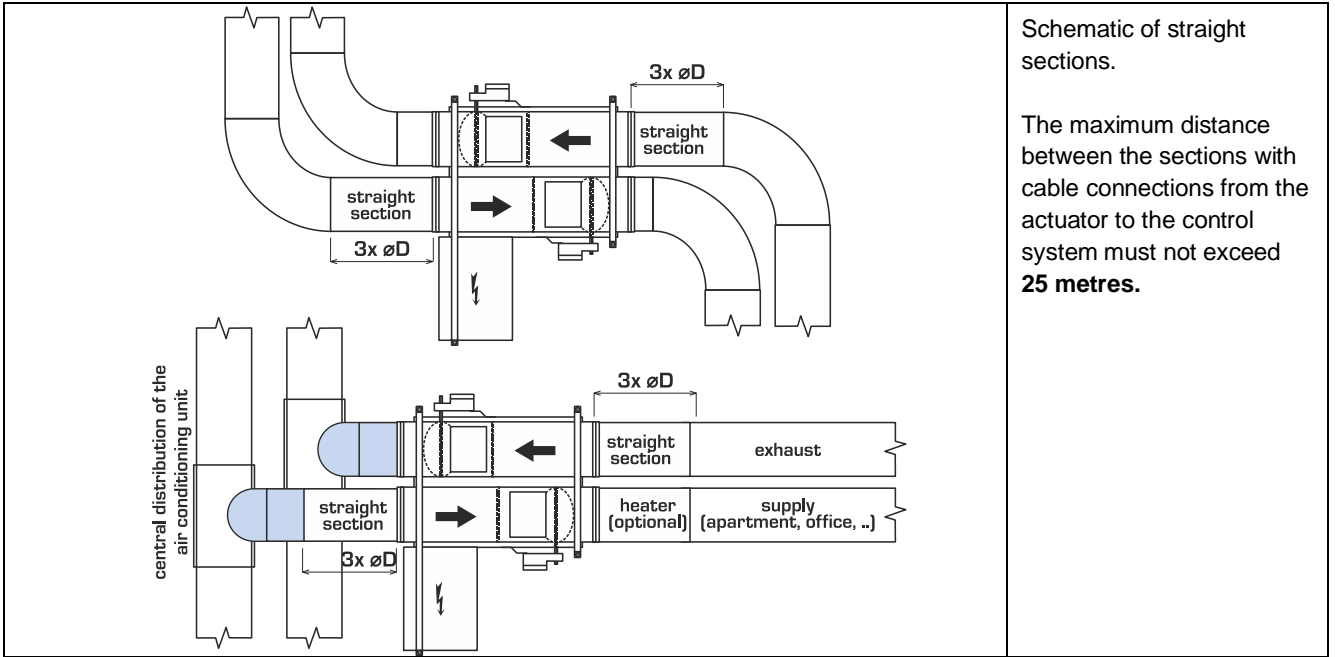 3x øD
straight
section
straight
section
3x øD
central distribution of the
air conditioning unit
3x øD
straight
section
exhaust
straight
section
heater
(optional)
supply
(apartment, office, ..)
3x øD
Schematic of straight
sections.
The maximum distance
between the sections with
cable connections from the
actuator to the control
system must not exceed
25 metres.